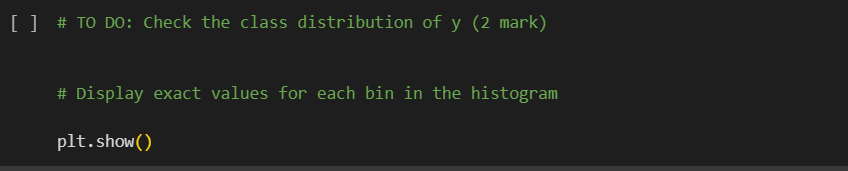 [ ] # TO DO: Check the class distribution of y (2 mark)
# Display exact values for each bin in the histogram
plt.show()